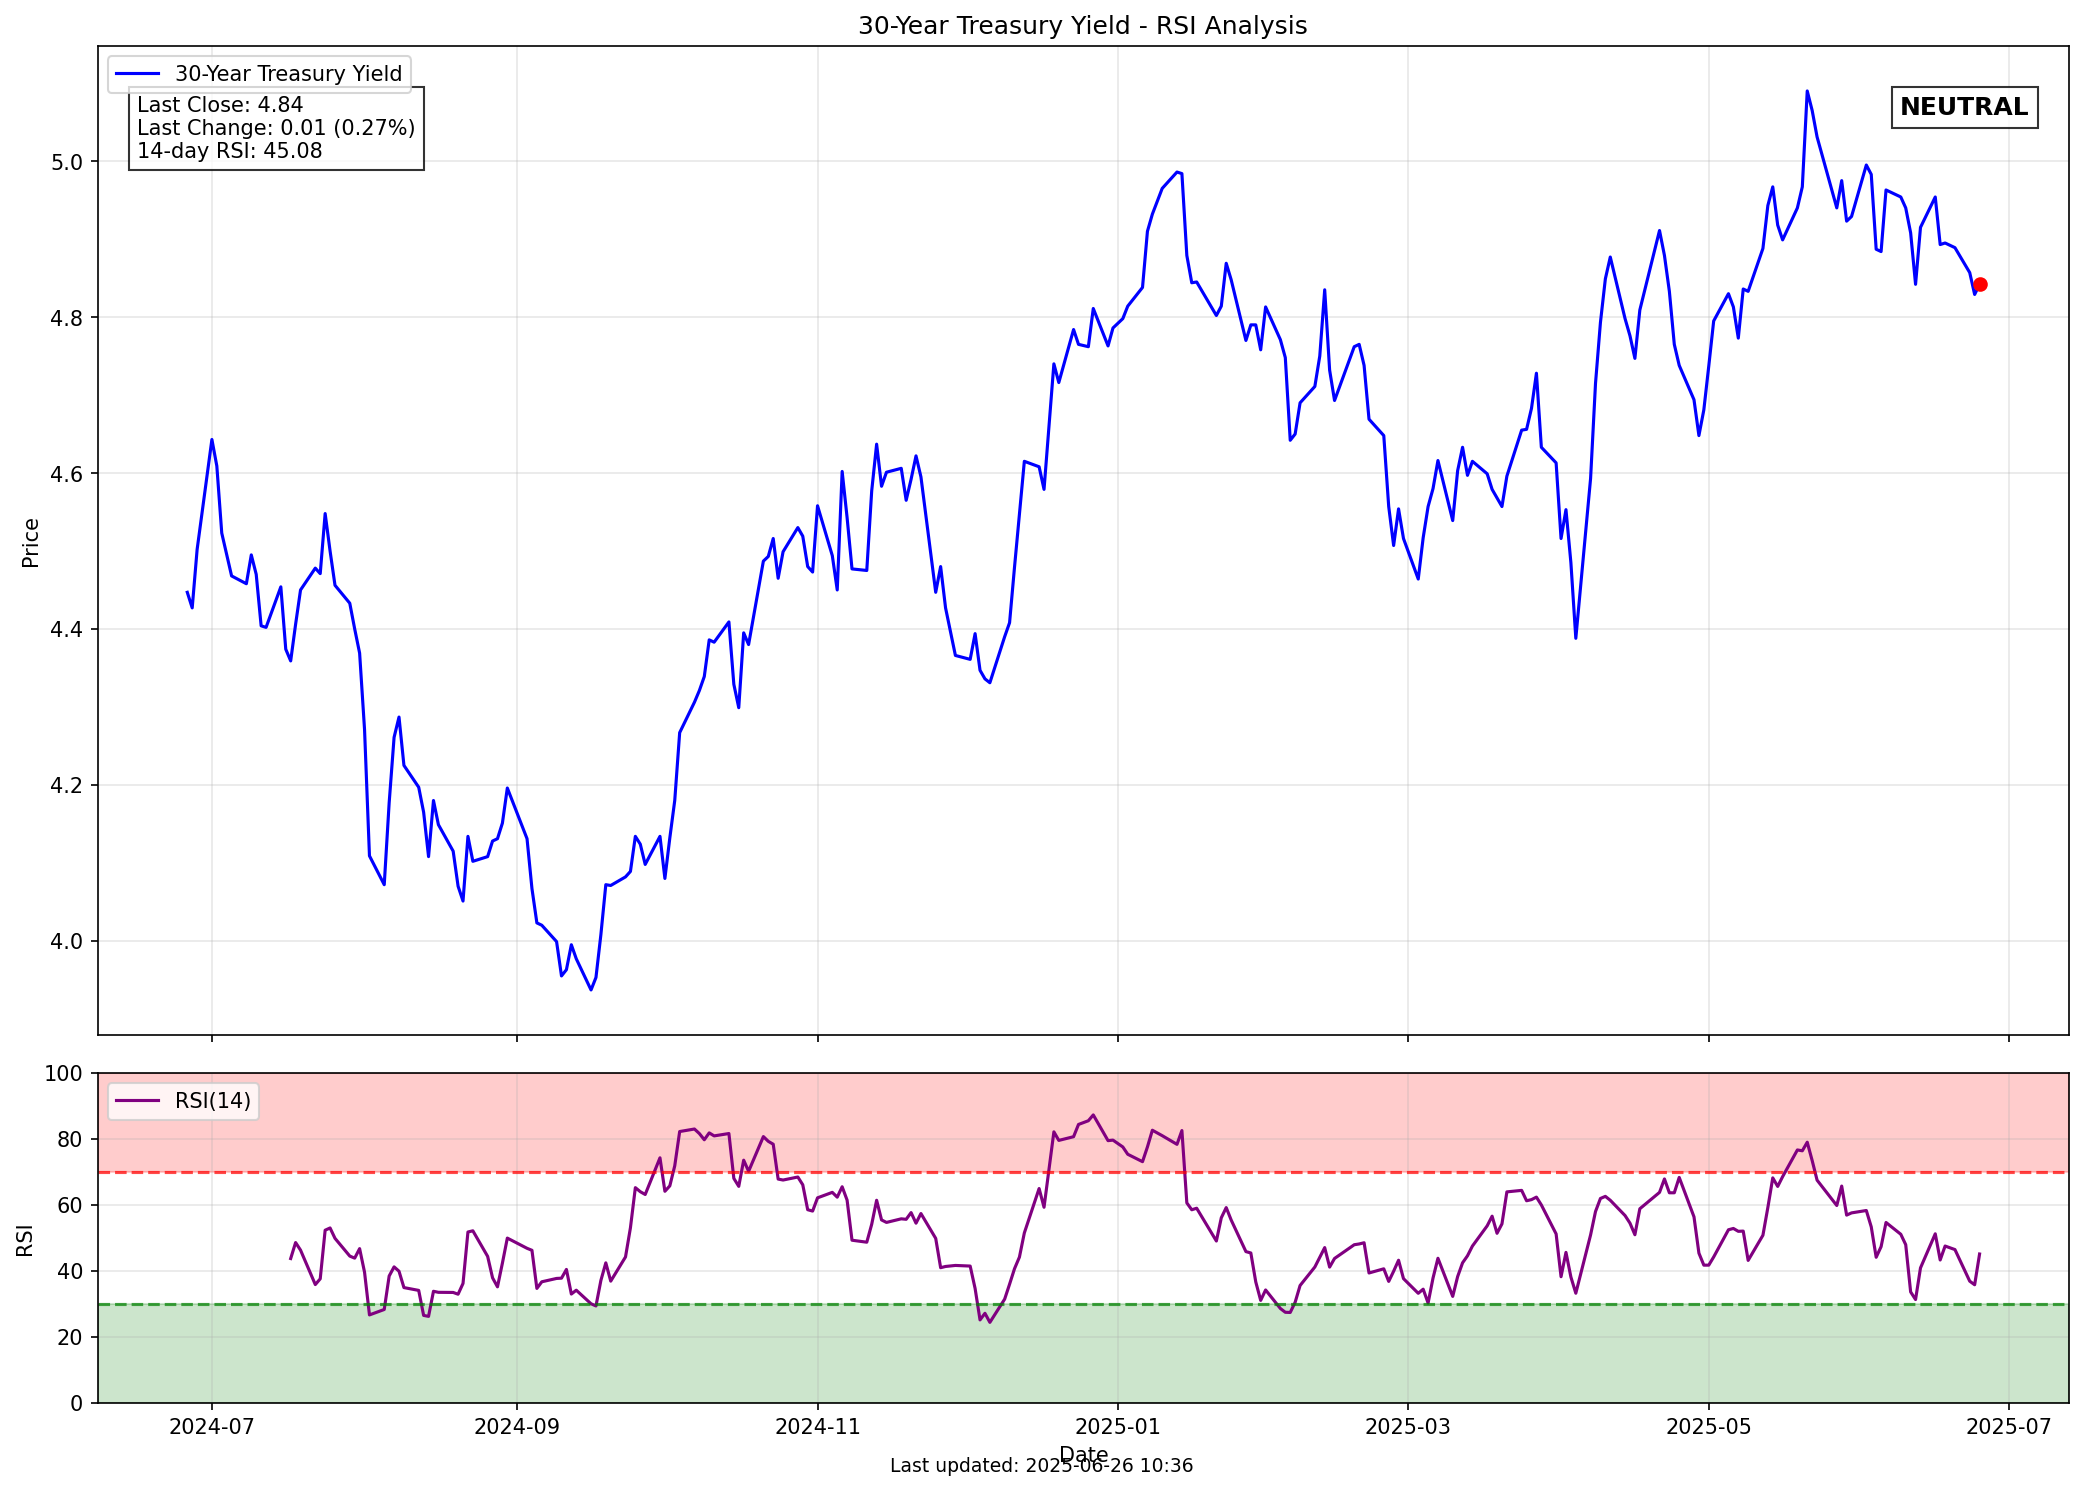 30-Year Treasury Yield - RSI Analysis
30-Year Treasury Yield
Last Close: 4.84
Last Change: 0.01 (0.27%)
14-day RSI: 45.08
NEUTRAL
Price
5.0
4.8
4.6
4.4
4.2
4.0
RSI(14)
RSI
100
80
60
40
20
0
2024-07
2024-09
2024-11
2025-01
2025-03
2025-05
2025-07
Date
Last updated: 2025-06-26 10:36